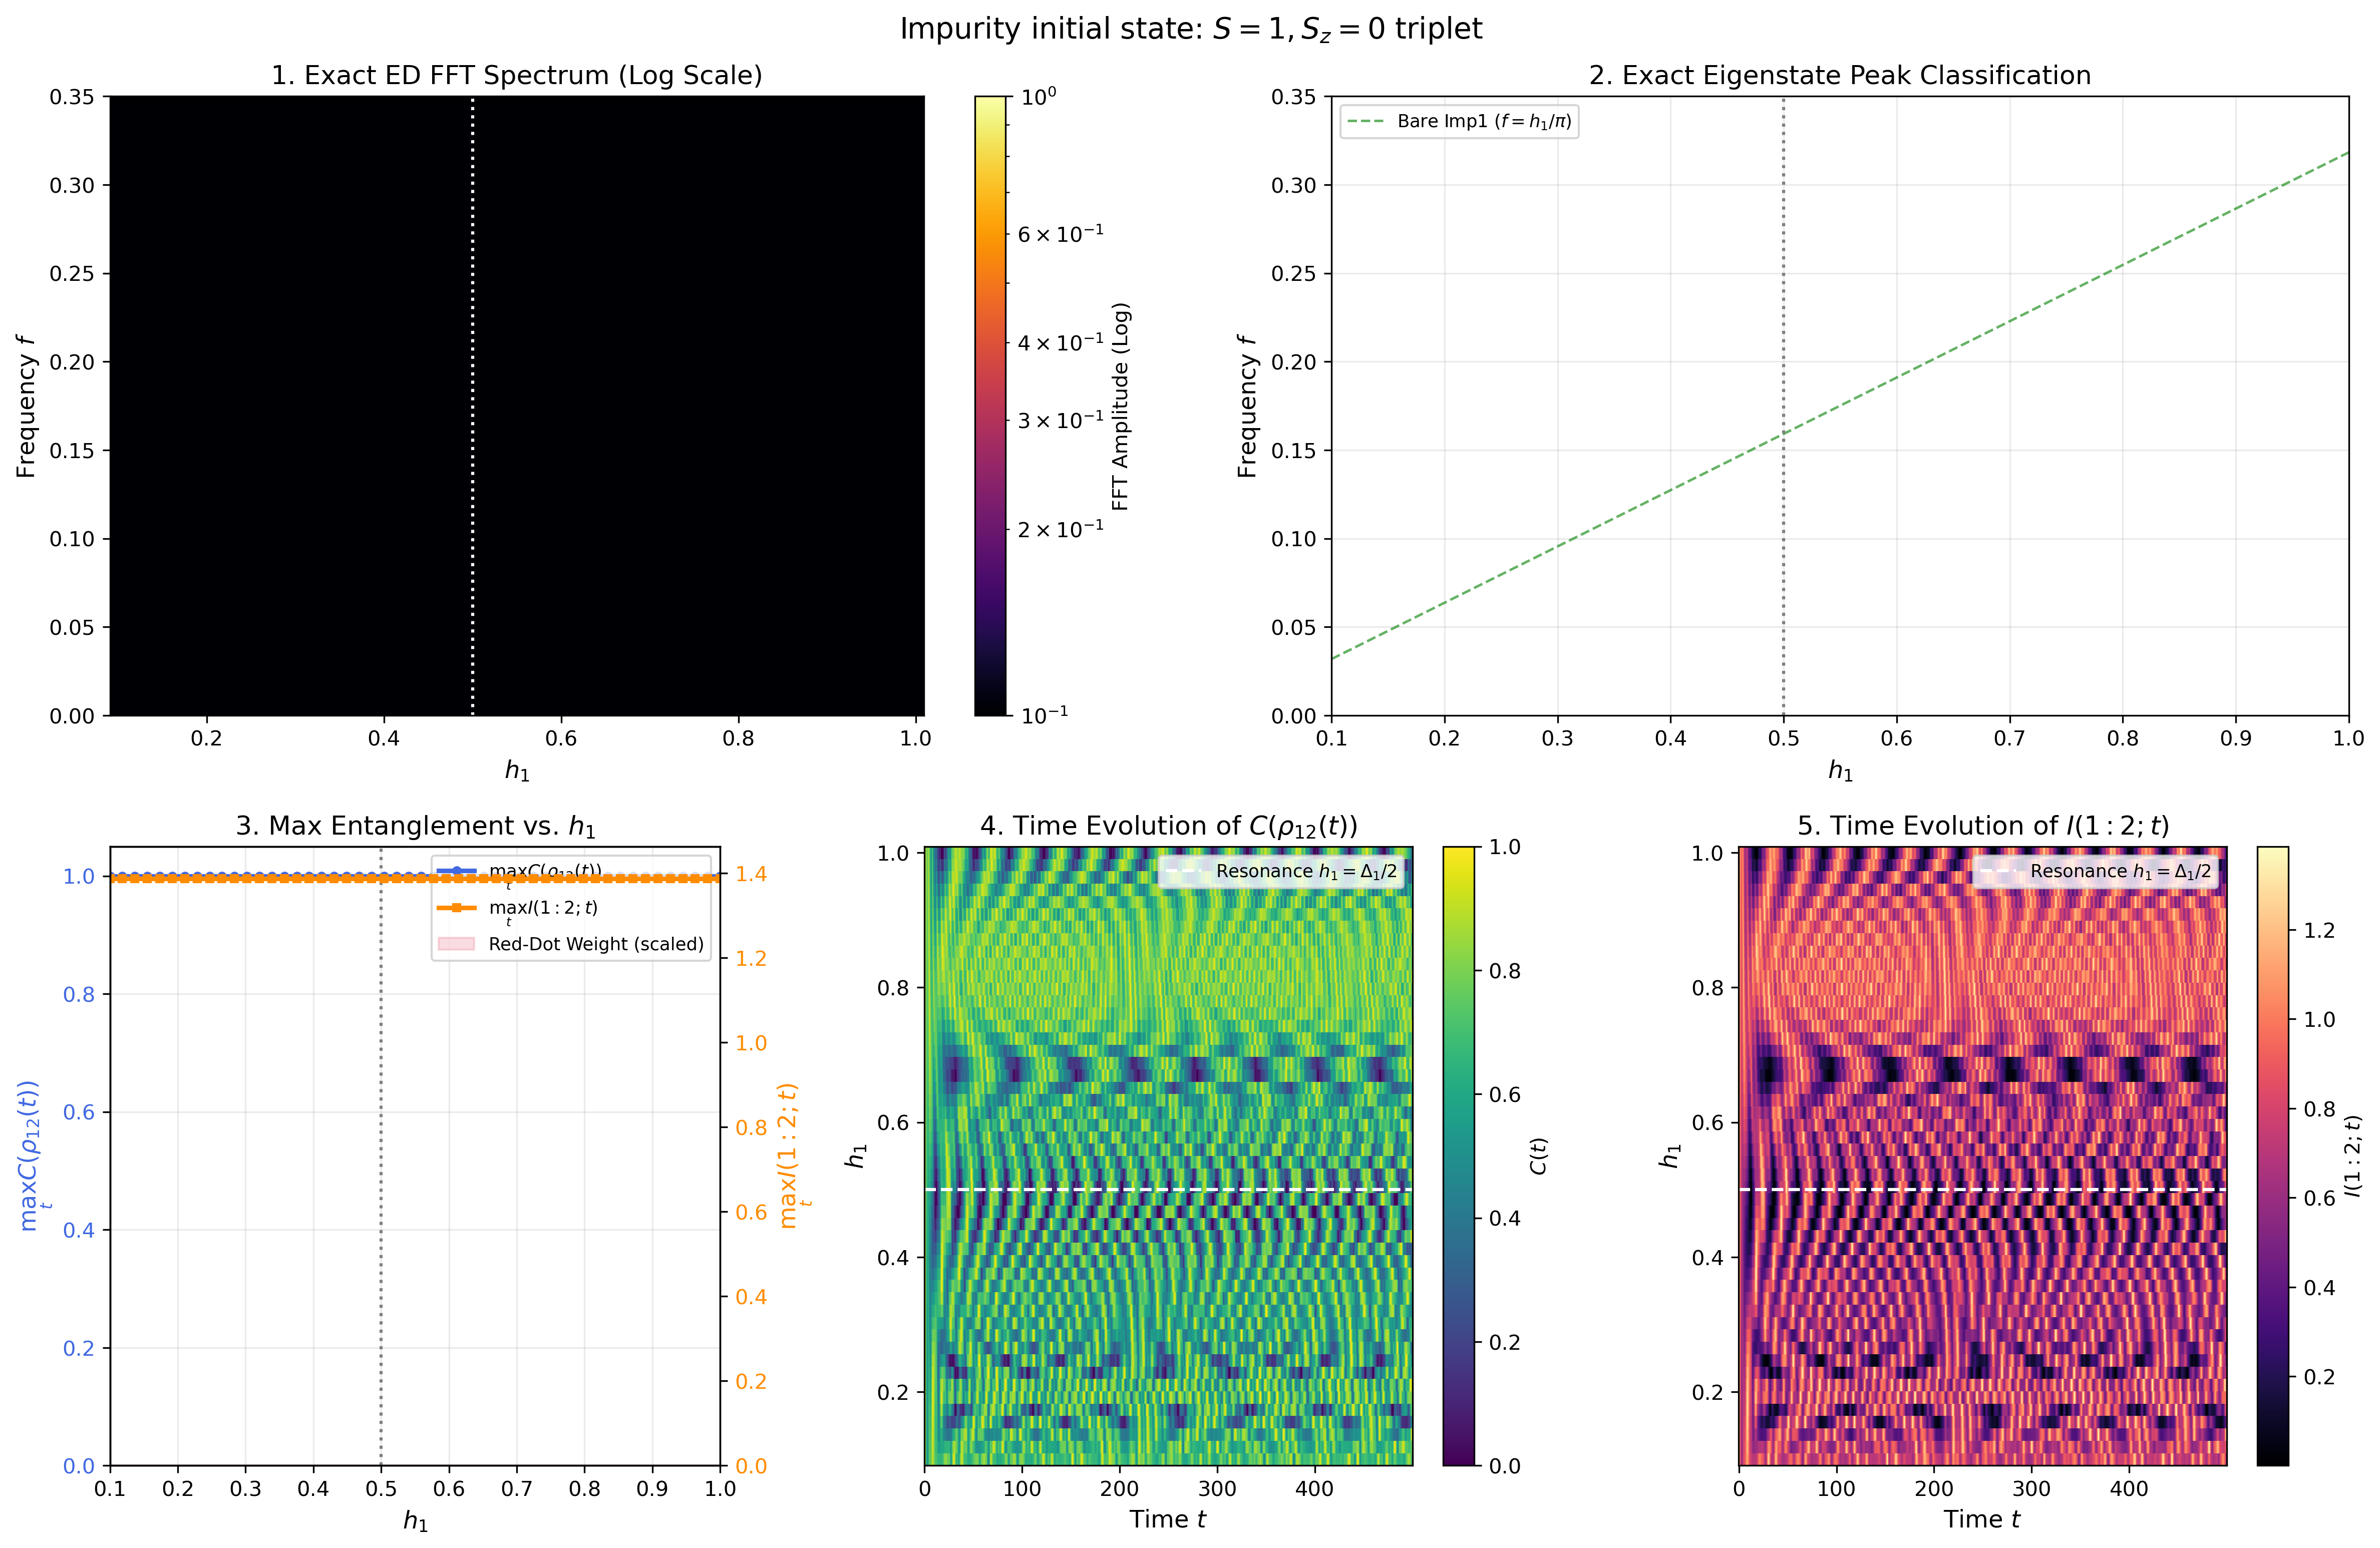 Impurity initial state: $S = 1, S_z = 0$ triplet
1. Exact ED FFT Spectrum (Log Scale)
0.35
0.30
0.25
0.20
0.15
0.10
0.05
0.00
Frequency $f$
0.2 0.4 0.6 0.8 1.0
$h_1$
$10^0$
$6 \times 10^{-1}$
$4 \times 10^{-1}$
$3 \times 10^{-1}$
$2 \times 10^{-1}$
$10^{-1}$
FFT Amplitude (Log)
2. Exact Eigenstate Peak Classification
Bare Imp1 ($f = h_1/\pi$)
0.35
0.30
0.25
0.20
0.15
0.10
0.05
0.00
Frequency $f$
0.1 0.2 0.3 0.4 0.5 0.6 0.7 0.8 0.9 1.0
$h_1$
3. Max Entanglement vs. $h_1$
$\max_t C(\rho_{12}(t))$
$\max_t I(1:2;t)$
Red-Dot Weight (scaled)
1.0
0.8
0.6
0.4
0.2
0.0
$\max_t C(\rho_{12}(t))$
0.1 0.2 0.3 0.4 0.5 0.6 0.7 0.8 0.9 1.0
$h_1$
1.4
1.2
1.0
0.8
0.6
0.4
0.2
0.0
$\max_t I(1:2;t)$
4. Time Evolution of $C(\rho_{12}(t))$
Resonance $h_1 = \Delta_1/2$
1.0
0.8
0.6
0.4
0.2
$h_1$
0 100 200 300 400
Time $t$
1.0
0.8
0.6
0.4
0.2
0.0
$C(t)$
5. Time Evolution of $I(1:2;t)$
Resonance $h_1 = \Delta_1/2$
1.0
0.8
0.6
0.4
0.2
$h_1$
0 100 200 300 400
Time $t$
1.2
1.0
0.8
0.6
0.4
0.2
$I(1:2;t)$